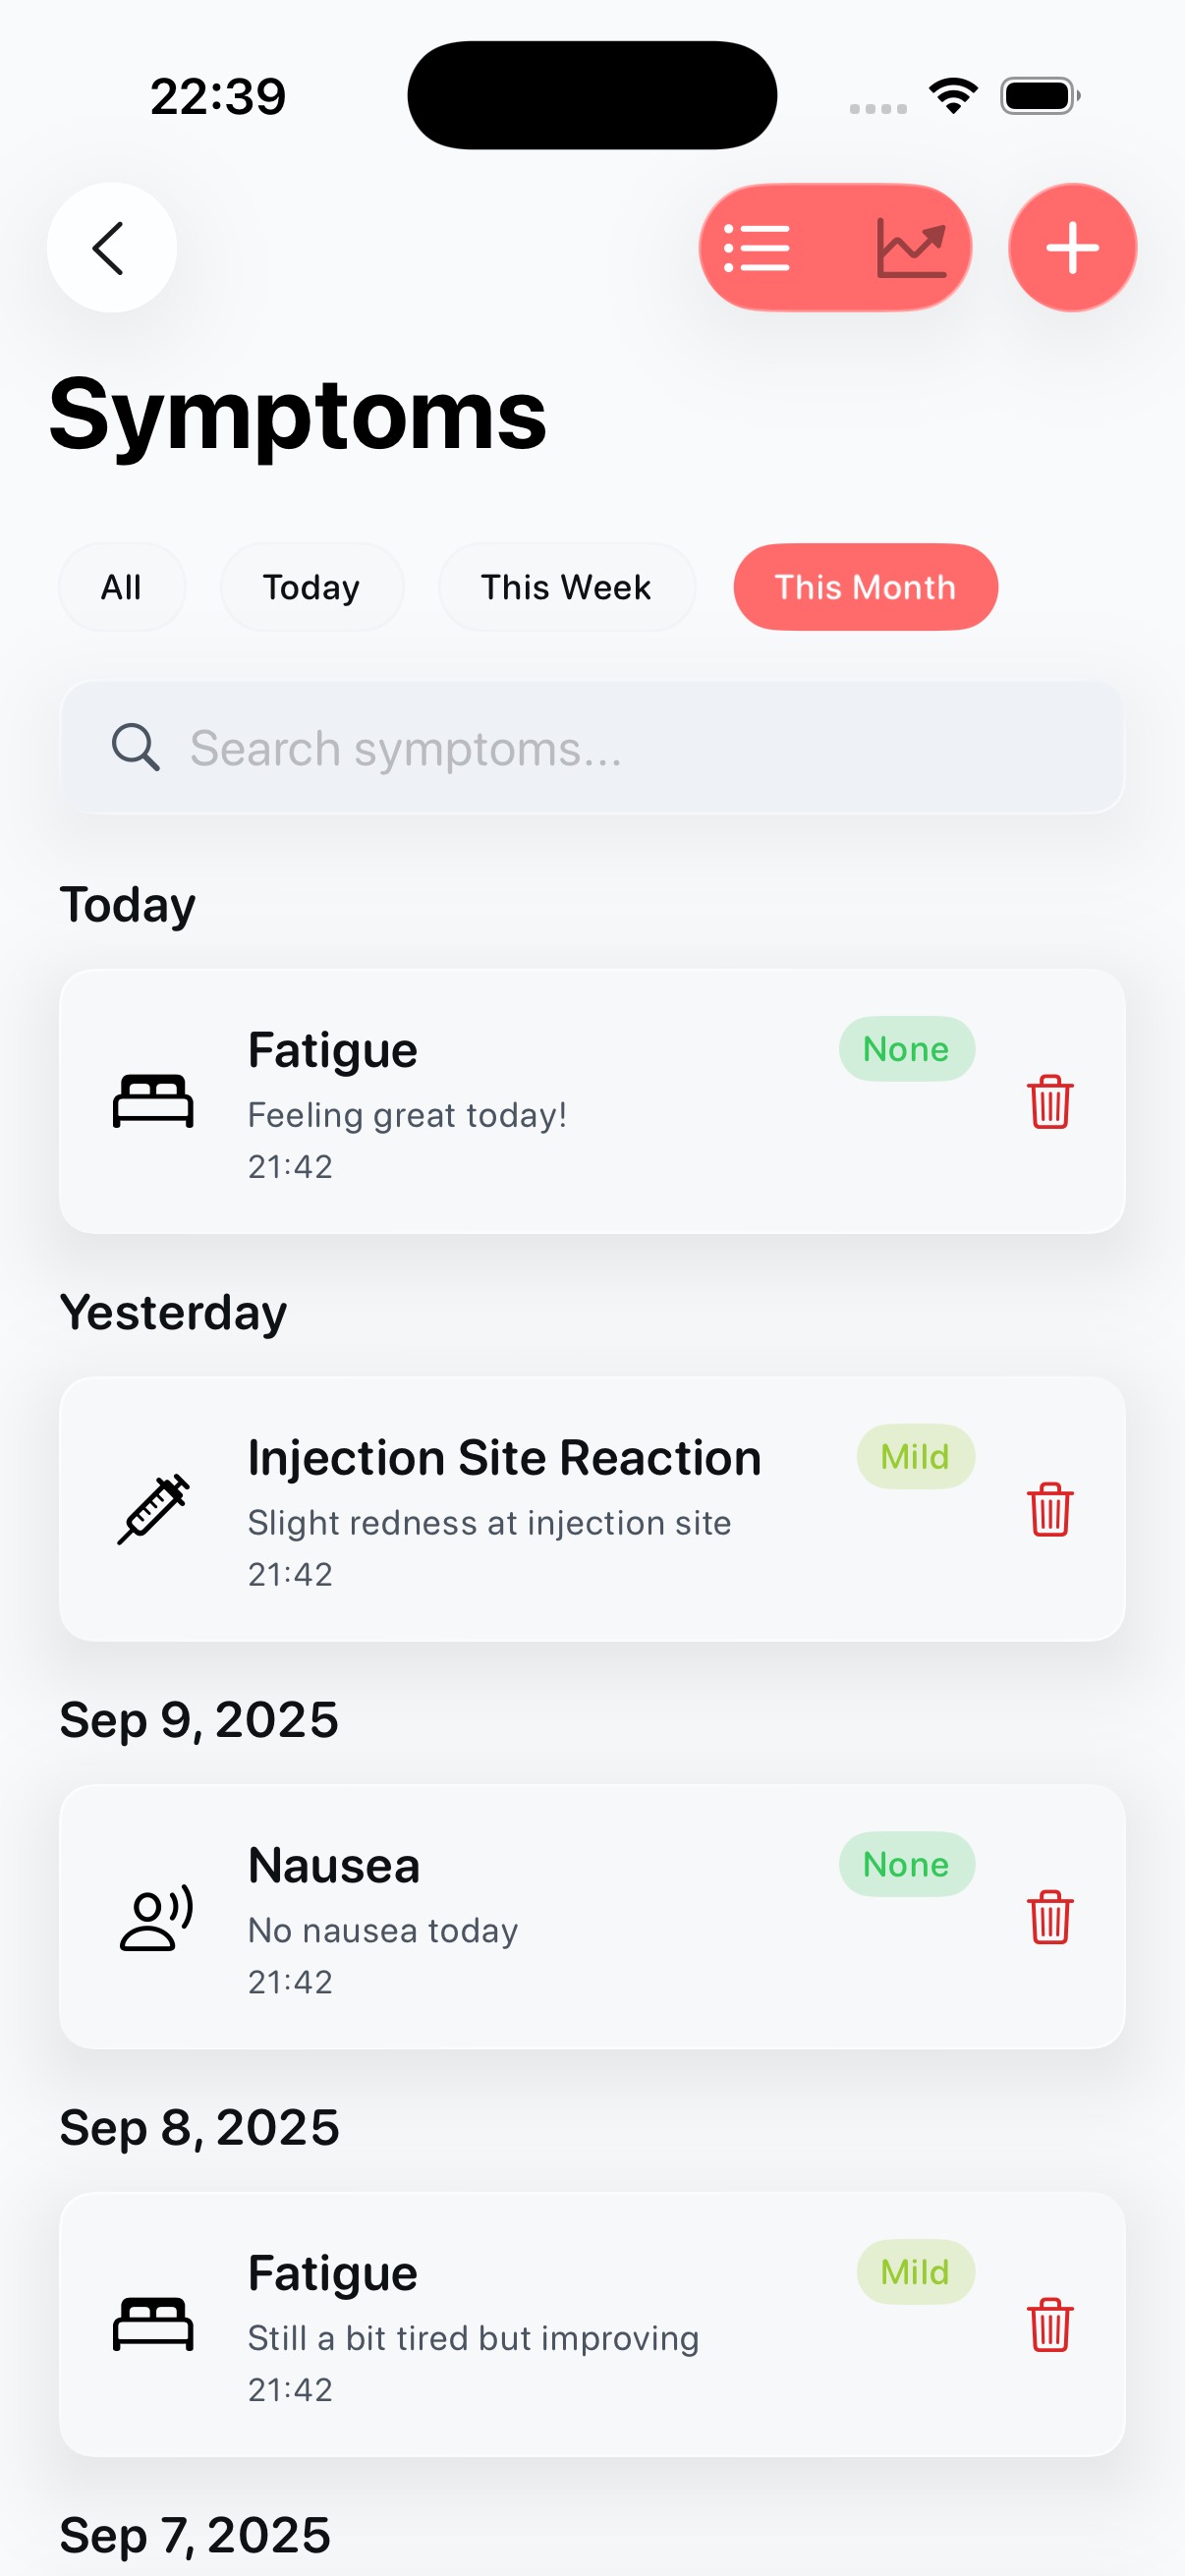 22:39
Symptoms
All
Today
This Week
This Month
Search symptoms...
Today
Fatigue
None
Feeling great today!
21:42
Yesterday
Injection Site Reaction
Mild
Slight redness at injection site
21:42
Sep 9, 2025
Nausea
None
No nausea today
21:42
Sep 8, 2025
Fatigue
Mild
Still a bit tired but improving
21:42
Sep 7, 2025